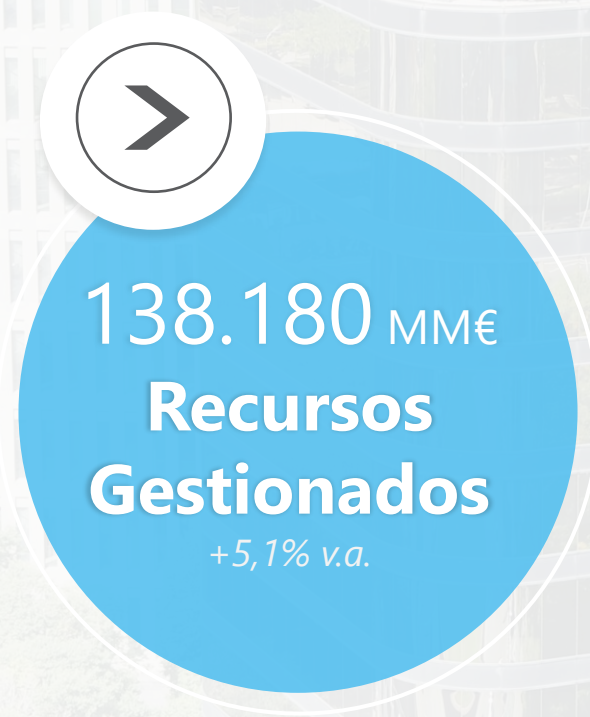 138.180 MM€
Recursos
Gestionados
+5,1% v.a.